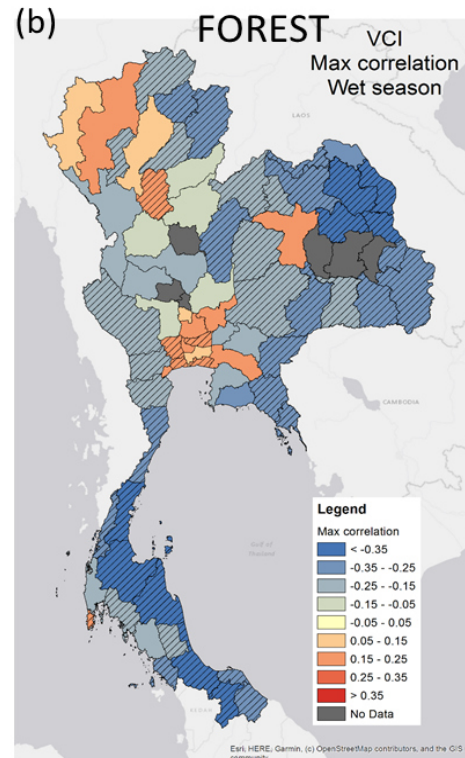 (b)
FOREST
VCI
Max correlation
Wet season
LAOS
CAMBODIA
Gulf of
Thailand
Legend
Max correlation
< -0.35
-0.35 - -0.25
-0.25 - -0.15
-0.15 - -0.05
-0.05 - 0.05
0.05 - 0.15
0.15 - 0.25
0.25 - 0.35
> 0.35
No Data
Esri, HERE, Garmin, (c) OpenStreetMap contributors, and the GIS
community